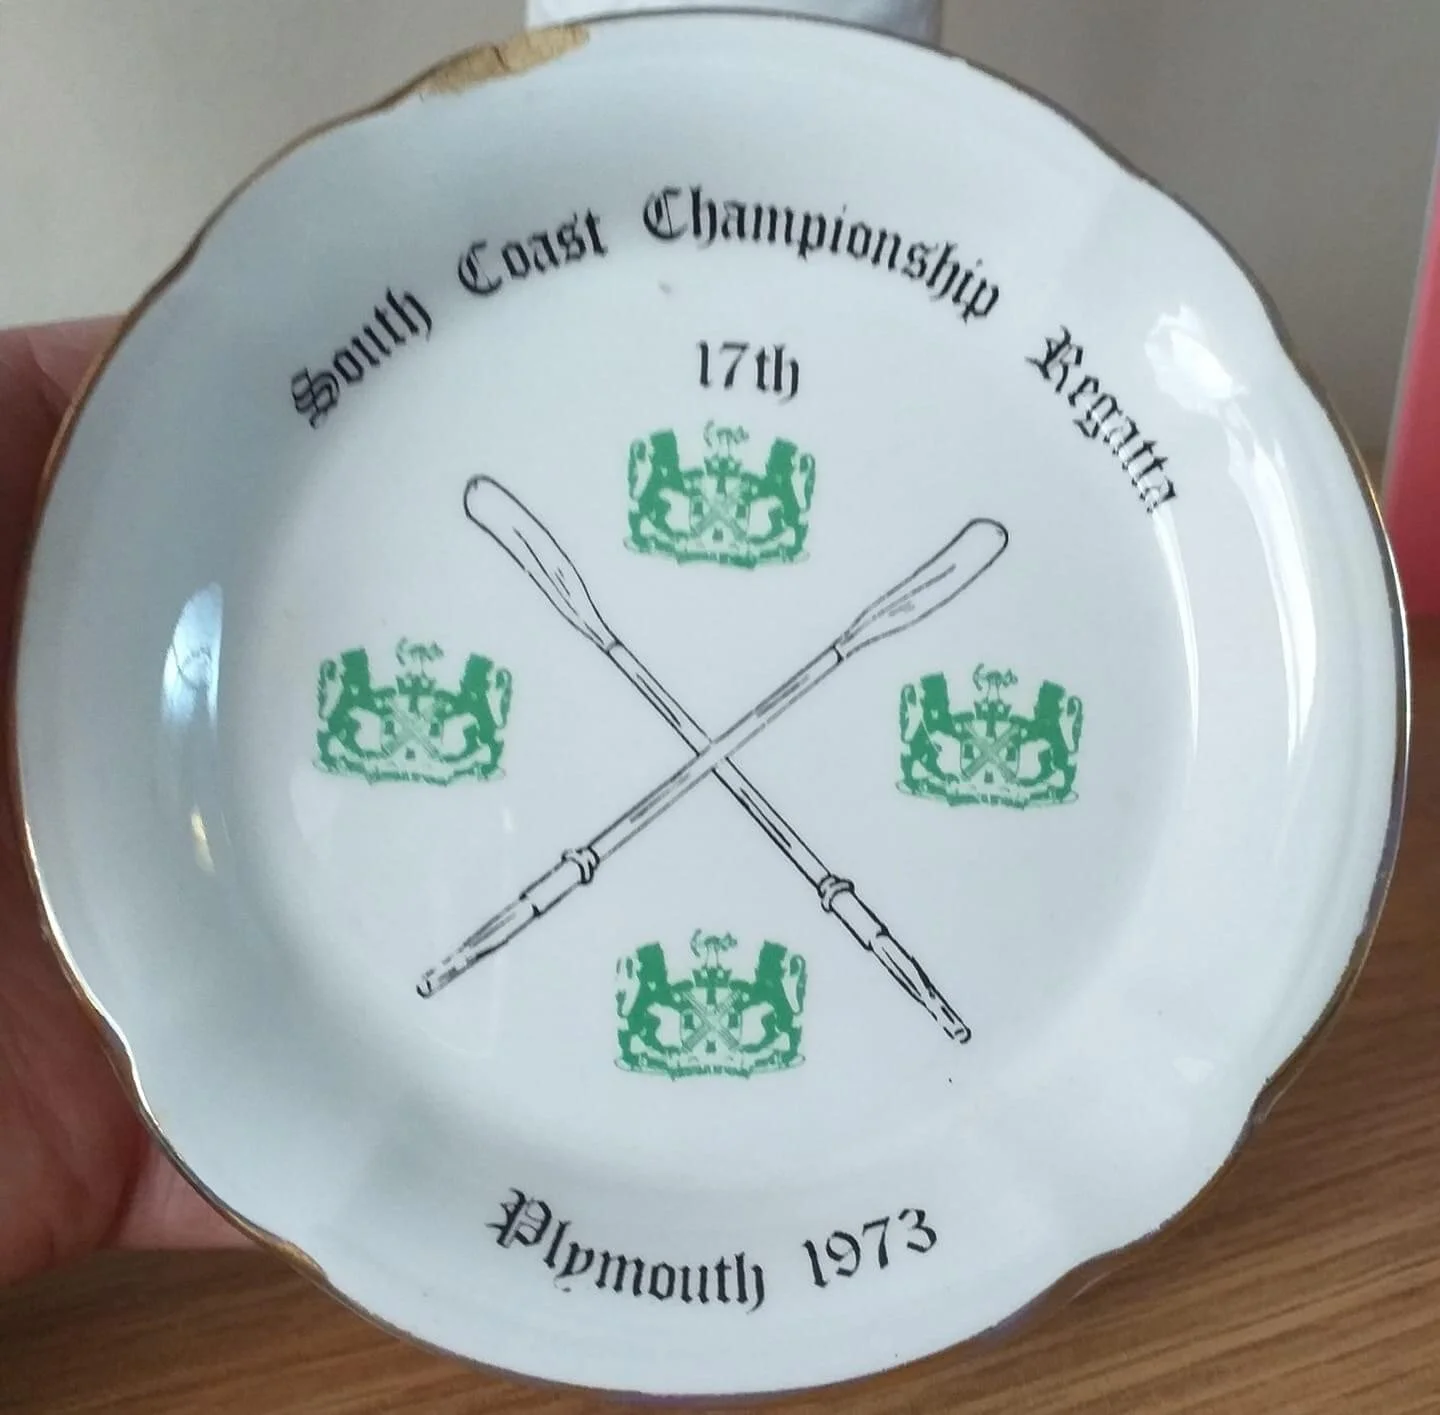 South Coast Championship Regatta
17th
Plymouth 1973